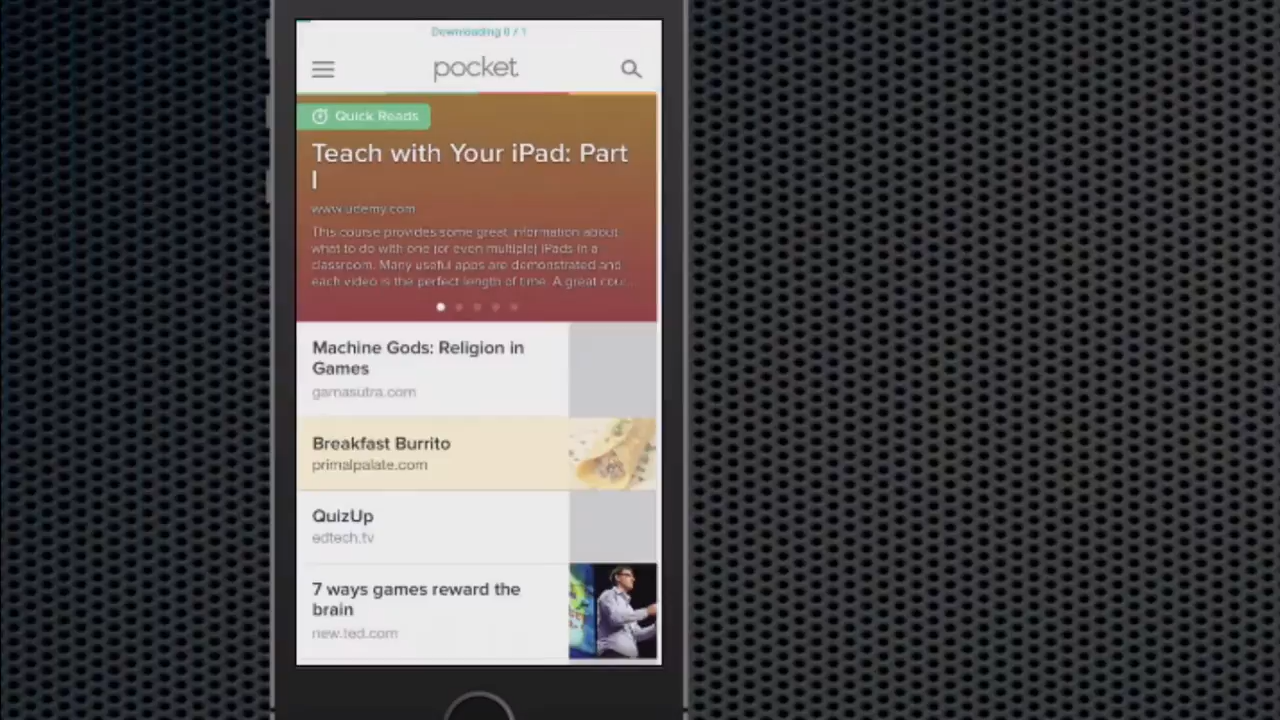 Downloading 0 / 1
pocket
Quick Reads
Teach with Your iPad: Part
I
www.udemy.com
This course provides some great information about
what to do with one (or even multiple) iPads in a
classroom. Many useful apps are demonstrated and
each video is the perfect length of time. A great cour...
Machine Gods: Religion in
Games
gamasutra.com
Breakfast Burrito
primalpalate.com
QuizUp
edtech.tv
7 ways games reward the
brain
new.ted.com